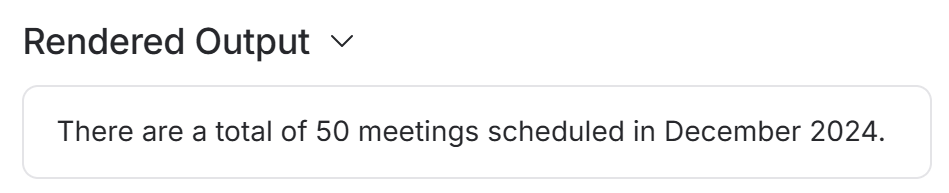 Rendered Output
There are a total of 50 meetings scheduled in December 2024.